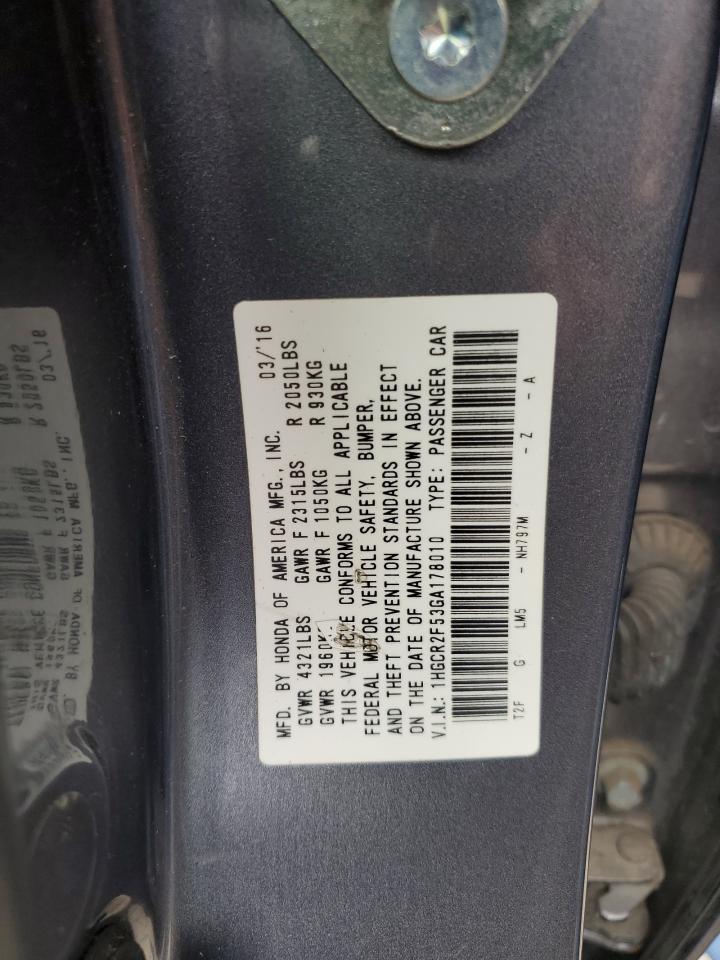 MFD. BY HONDA OF AMERICA MFG., INC. 03/'16
GVWR 4321LBS GAWR F 2315LBS R 2050LBS
GVWR 1960K GAWR F 1050KG R 930KG
THIS VEHICLE CONFORMS TO ALL APPLICABLE
FEDERAL MOTOR VEHICLE SAFETY, BUMPER,
AND THEFT PREVENTION STANDARDS IN EFFECT
ON THE DATE OF MANUFACTURE SHOWN ABOVE.
V.I.N.: 1HGCR2F53GA178010 TYPE: PASSENGER CAR
T2F G LM5 - NH797M - Z - A